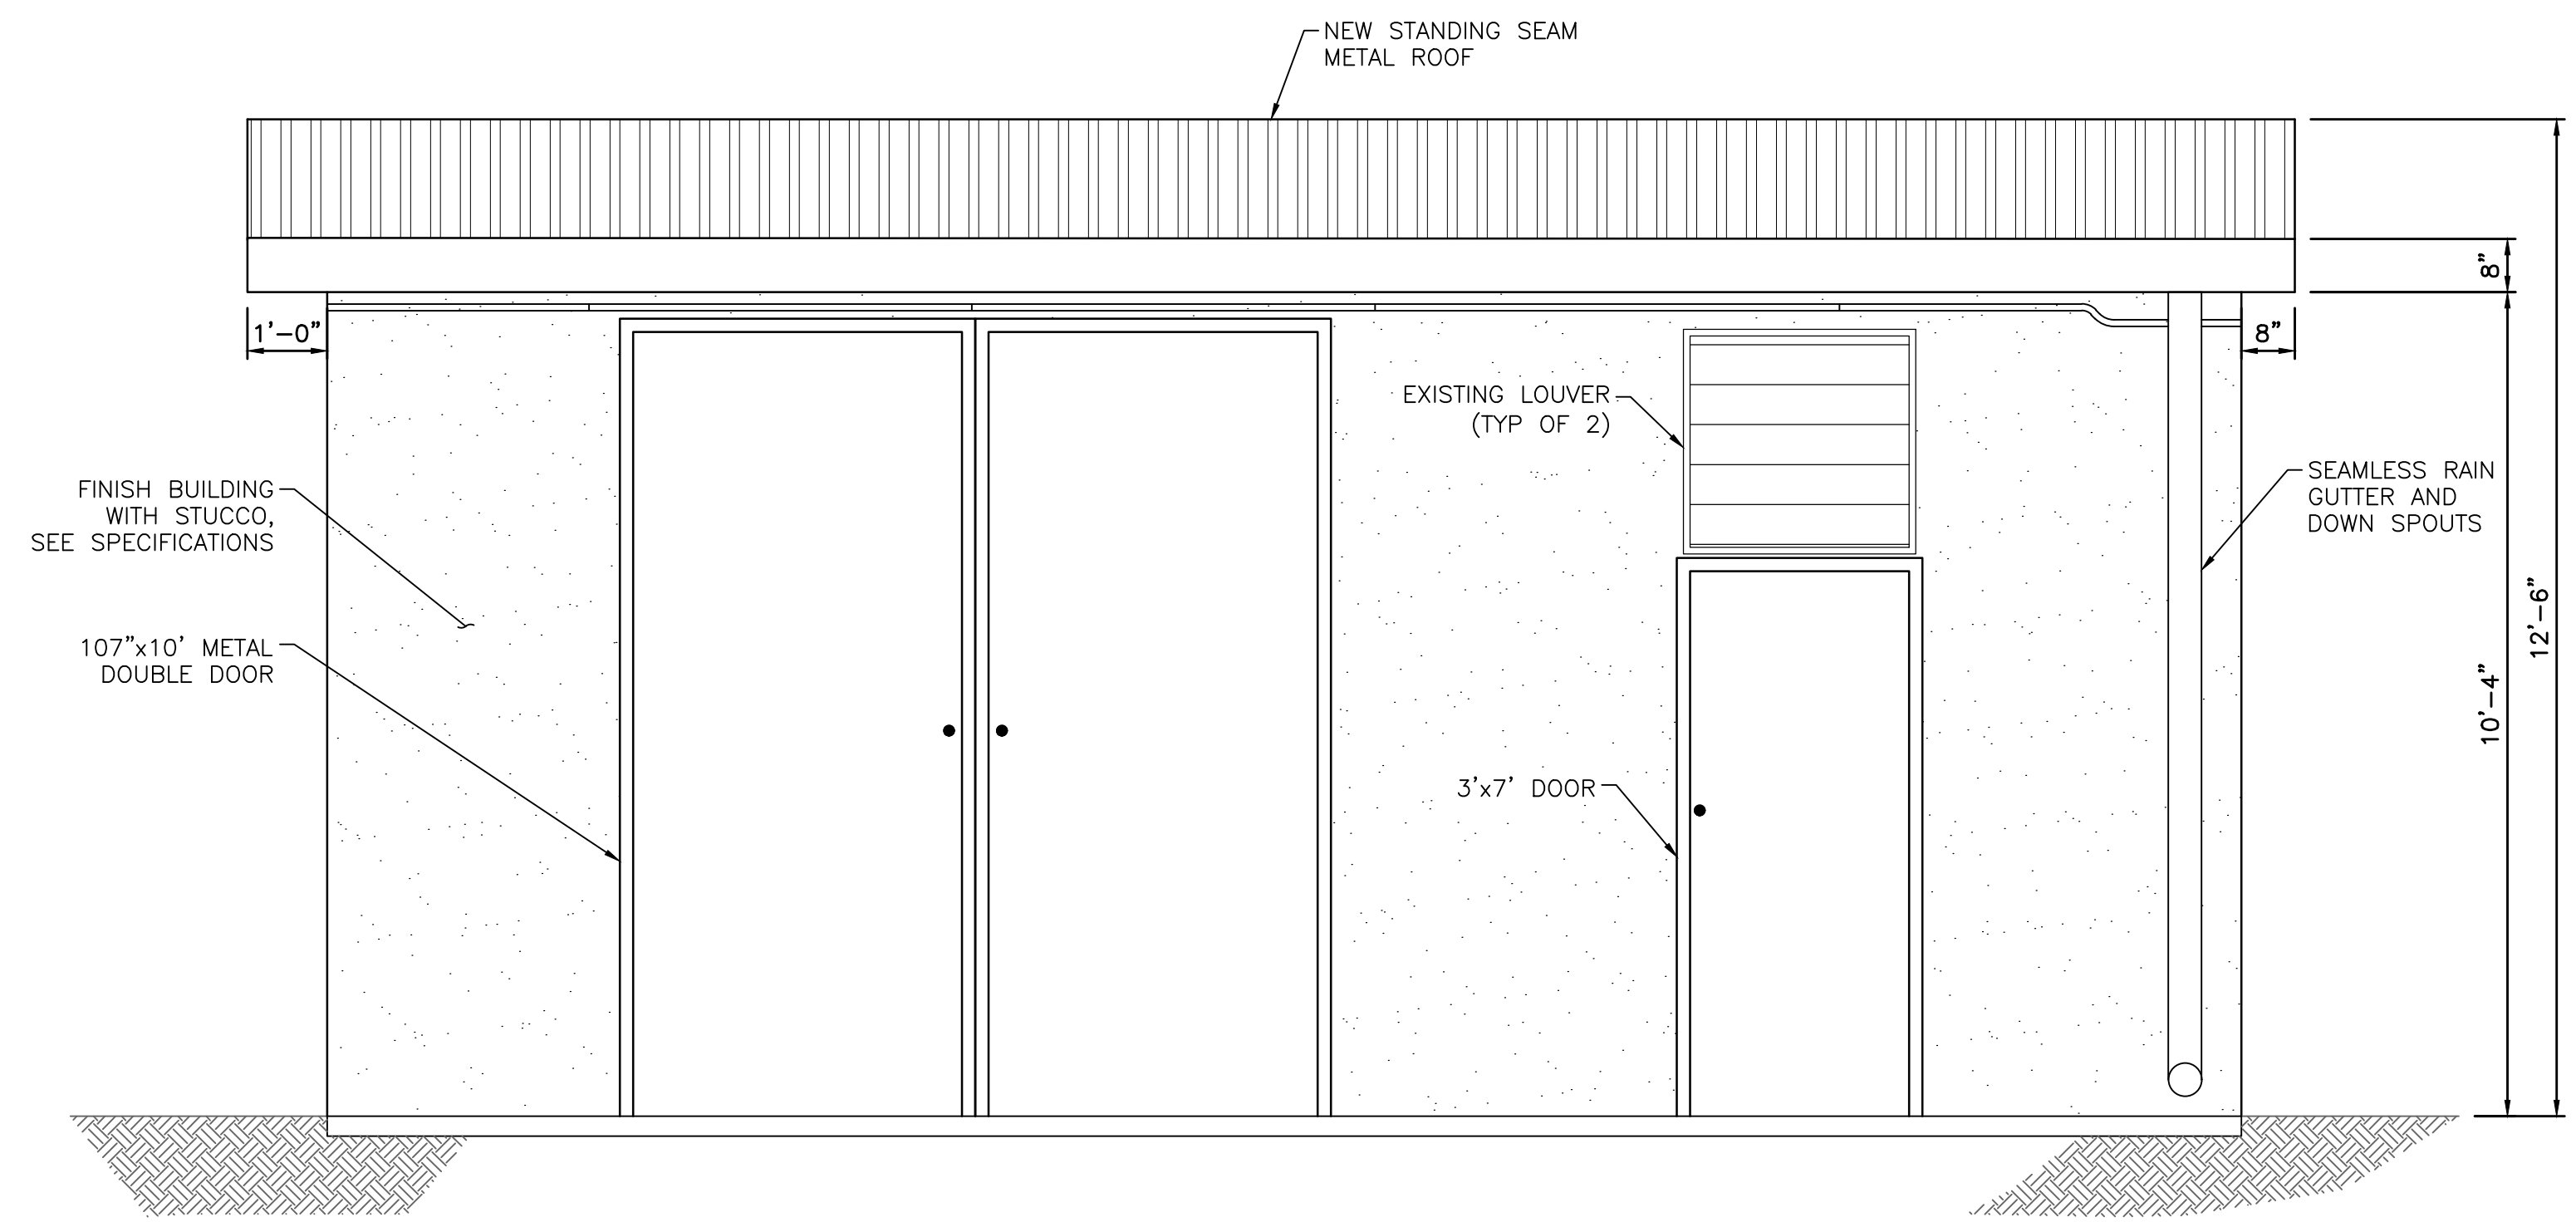 NEW STANDING SEAM
METAL ROOF
8"
1'-0"
8"
EXISTING LOUVER
(TYP OF 2)
FINISH BUILDING
WITH STUCCO,
SEE SPECIFICATIONS
SEAMLESS RAIN
GUTTER AND
DOWN SPOUTS
12'-6"
107"x10' METAL
DOUBLE DOOR
10'-4"
3'x7' DOOR